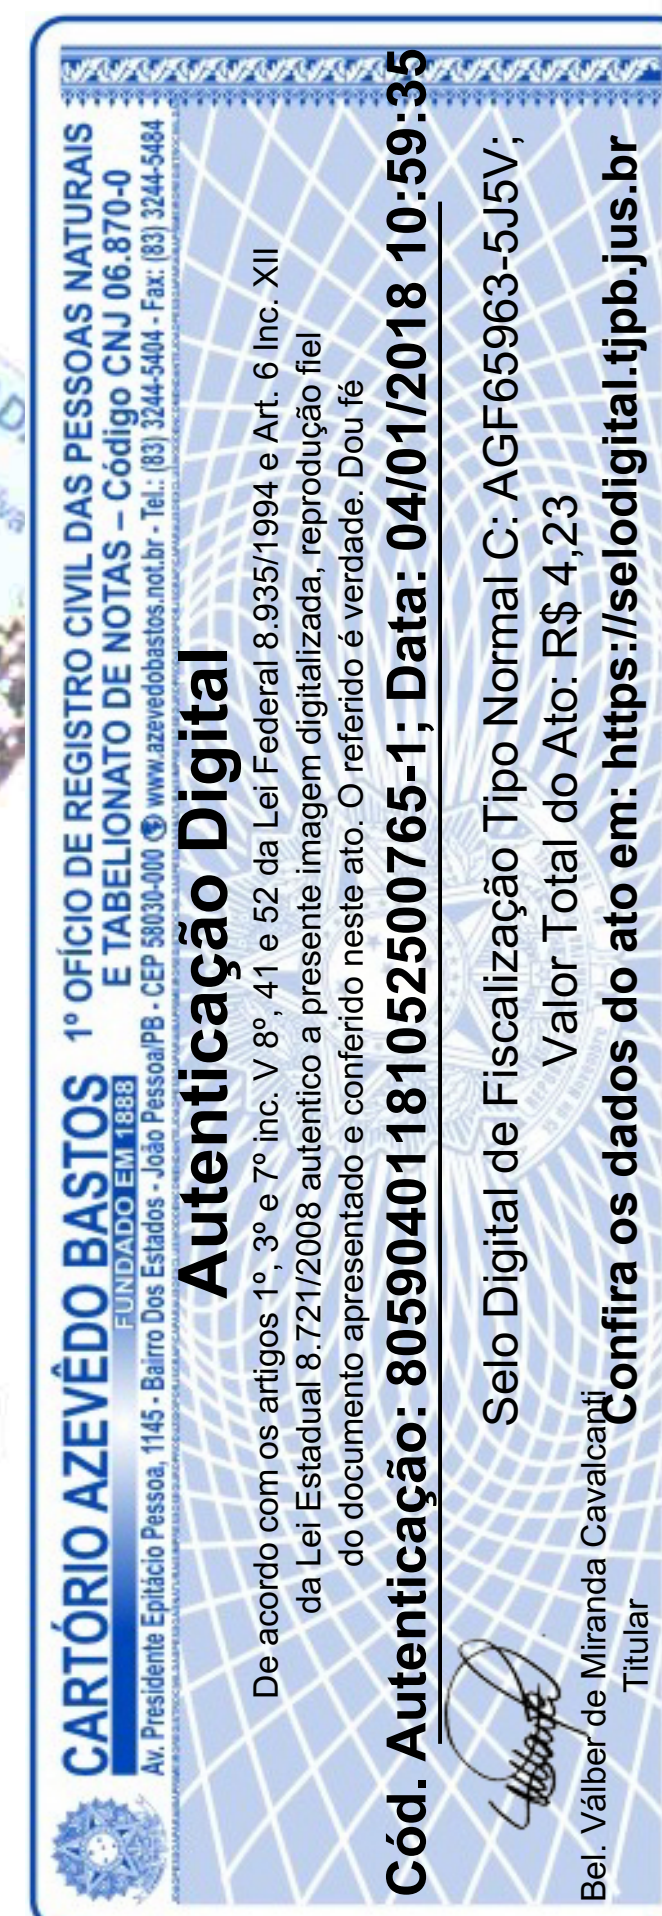 CARTÓRIO AZEVÊDO BASTOS
FUNDADO EM 1888
1º OFÍCIO DE REGISTRO CIVIL DAS PESSOAS NATURAIS
E TABELIONATO DE NOTAS – Código CNJ 06.870-0
Av. Presidente Epitácio Pessoa, 1145 - Bairro Dos Estados - João Pessoa/PB - CEP 58030-000 www.azevedobastos.not.br - Tel.: (83) 3244-5404 - Fax: (83) 3244-5484
Autenticação Digital
De acordo com os artigos 1º, 3º e 7º inc. V 8º, 41 e 52 da Lei Federal 8.935/1994 e Art. 6 Inc. XII
da Lei Estadual 8.721/2008 autentico a presente imagem digitalizada, reprodução fiel
do documento apresentado e conferido neste ato. O referido é verdade. Dou fé
Cód. Autenticação: 80590401181052500765-1; Data: 04/01/2018 10:59:35
Selo Digital de Fiscalização Tipo Normal C: AGF65963-5J5V;
Valor Total do Ato: R$ 4,23
Bel. Válber de Miranda Cavalcanti
Titular
Confira os dados do ato em: https://selodigital.tjpb.jus.br